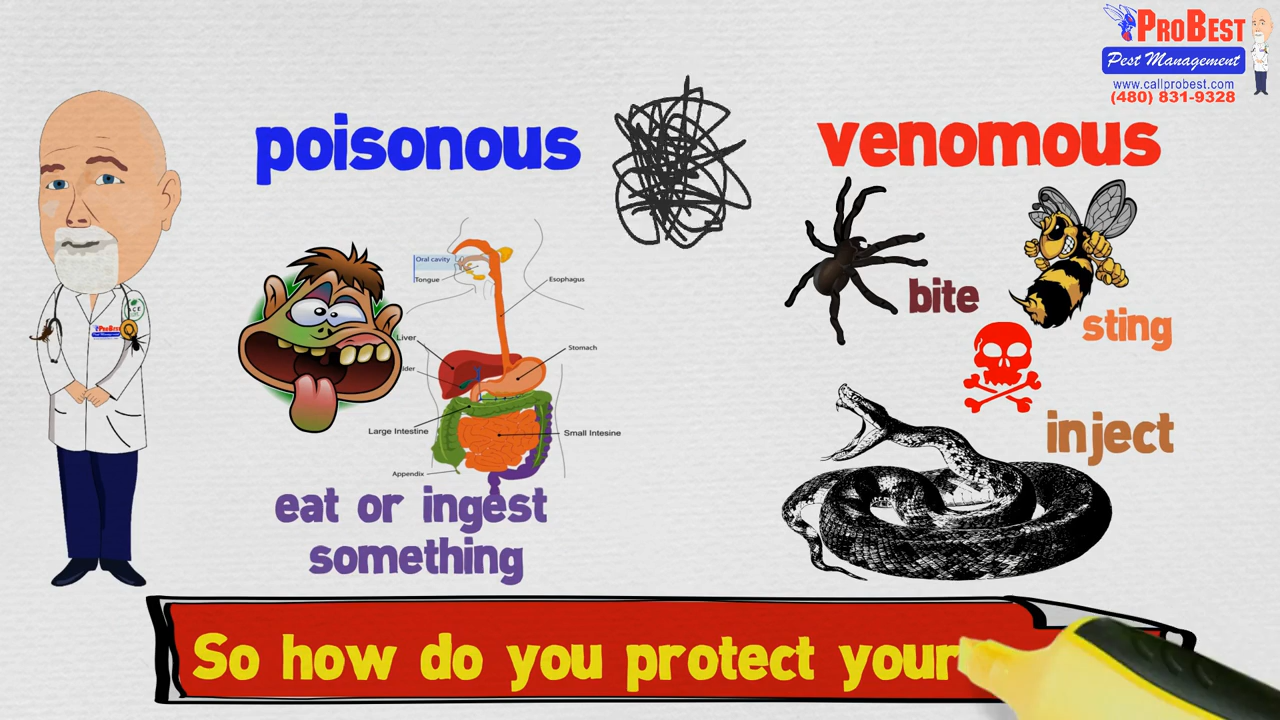 PROBEST
Pest Management
www.callprobest.com
(480) 831-9328
poisonous
venomous
Oral cavity
Tongue
Esophagus
Liver
Stomach
lder
Large Intestine
Small Intesine
Appendix
bite
sting
inject
eat or ingest
something
So how do you protect your